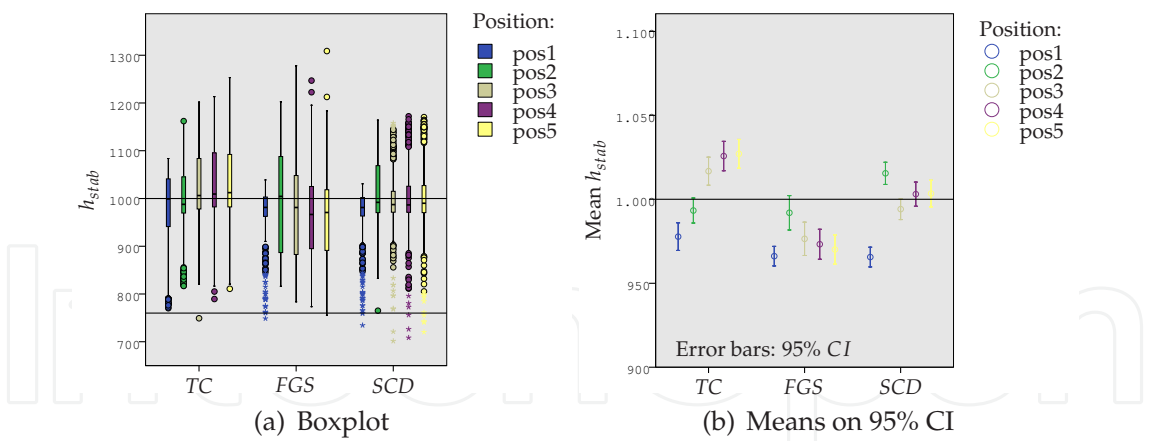 Position:
pos1
pos2
pos3
pos4
pos5
1300
1200
1100
1000
900
800
700
h_stab
TC
FGS
SCD
(a) Boxplot
Position:
pos1
pos2
pos3
pos4
pos5
1.100
1.050
1.000
950
900
Mean h_stab
Error bars: 95% CI
TC
FGS
SCD
(b) Means on 95% CI